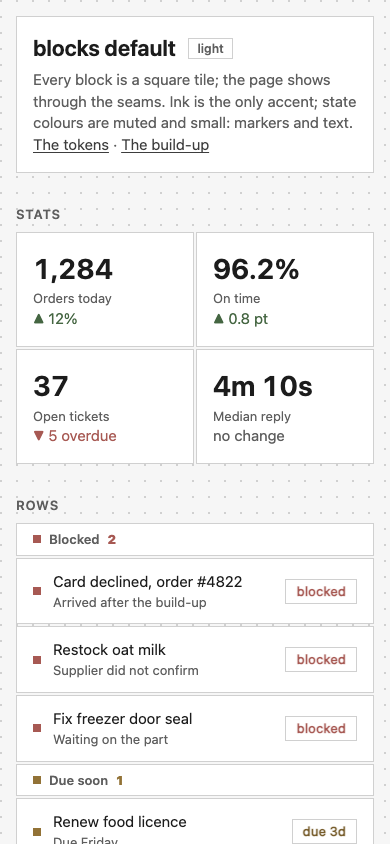 blocks default light
Every block is a square tile; the page shows
through the seams. Ink is the only accent; state
colours are muted and small: markers and text.
The tokens · The build-up
STATS
1,284
Orders today
▲ 12%
96.2%
On time
▲ 0.8 pt
37
Open tickets
▼ 5 overdue
4m 10s
Median reply
no change
ROWS
Blocked 2
Card declined, order #4822
Arrived after the build-up
blocked
Restock oat milk
Supplier did not confirm
blocked
Fix freezer door seal
Waiting on the part
blocked
Due soon 1
Renew food licence
Due Friday
due 3d